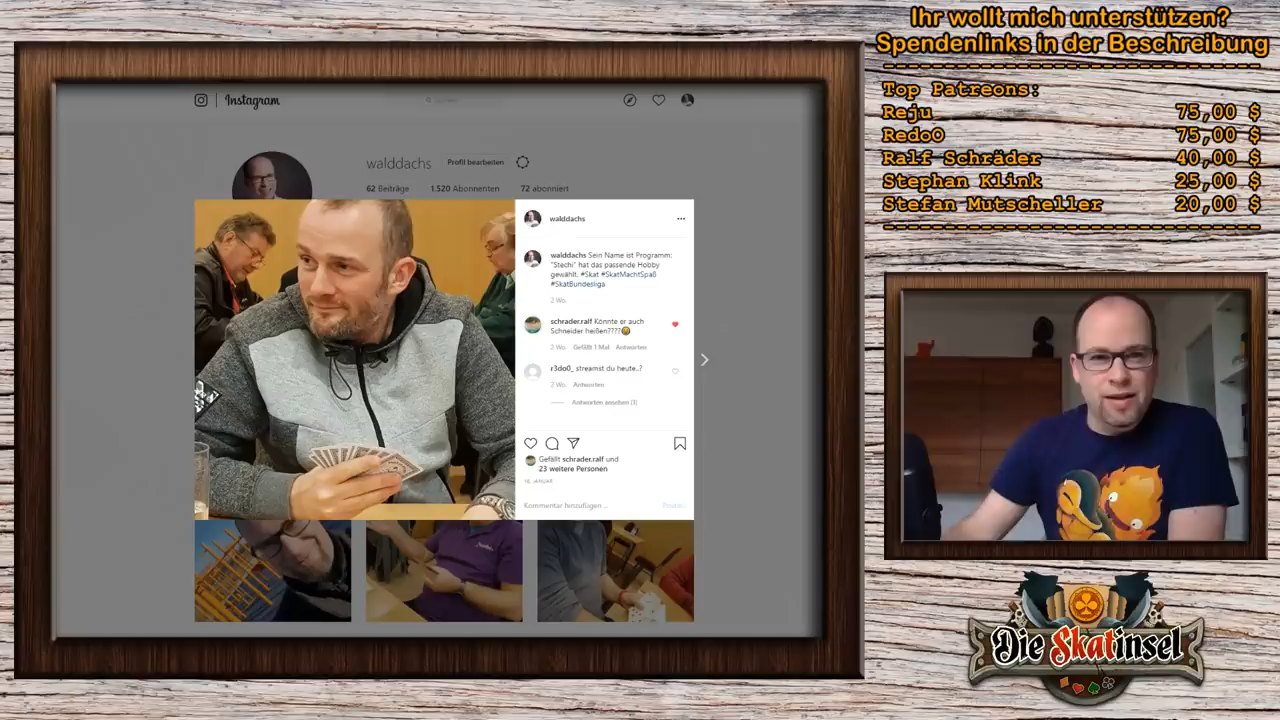 Ihr wollt mich unterstützen?
Spendenlinks in der Beschreibung
Top Patreons:
Reju 75,00 $
RedoO 75,00 $
Ralf Schräder 40,00 $
Stephan Klink 25,00 $
Stefan Mutscheller 20,00 $
Instagram
walddachs Profil bearbeiten
62 Beiträge 1.520 Abonnenten 72 abonniert
walddachs
walddachs Sein Name ist Programm:
"Stechi" hat das passende Hobby
gewählt. #Skat #SkatMachtSpaß
#SkatBundesliga
2 Wo.
schrader.ralf Könnte er auch
Schneider heißen????
2 Wo. Gefällt 1 Mal Antworten
r3do0_ streamst du heute..?
2 Wo. Antworten
Antworten ansehen (1)
Gefällt schrader.ralf und
23 weitere Personen
18. JANUAR
Kommentar hinzufügen ...
Die Skatinsel